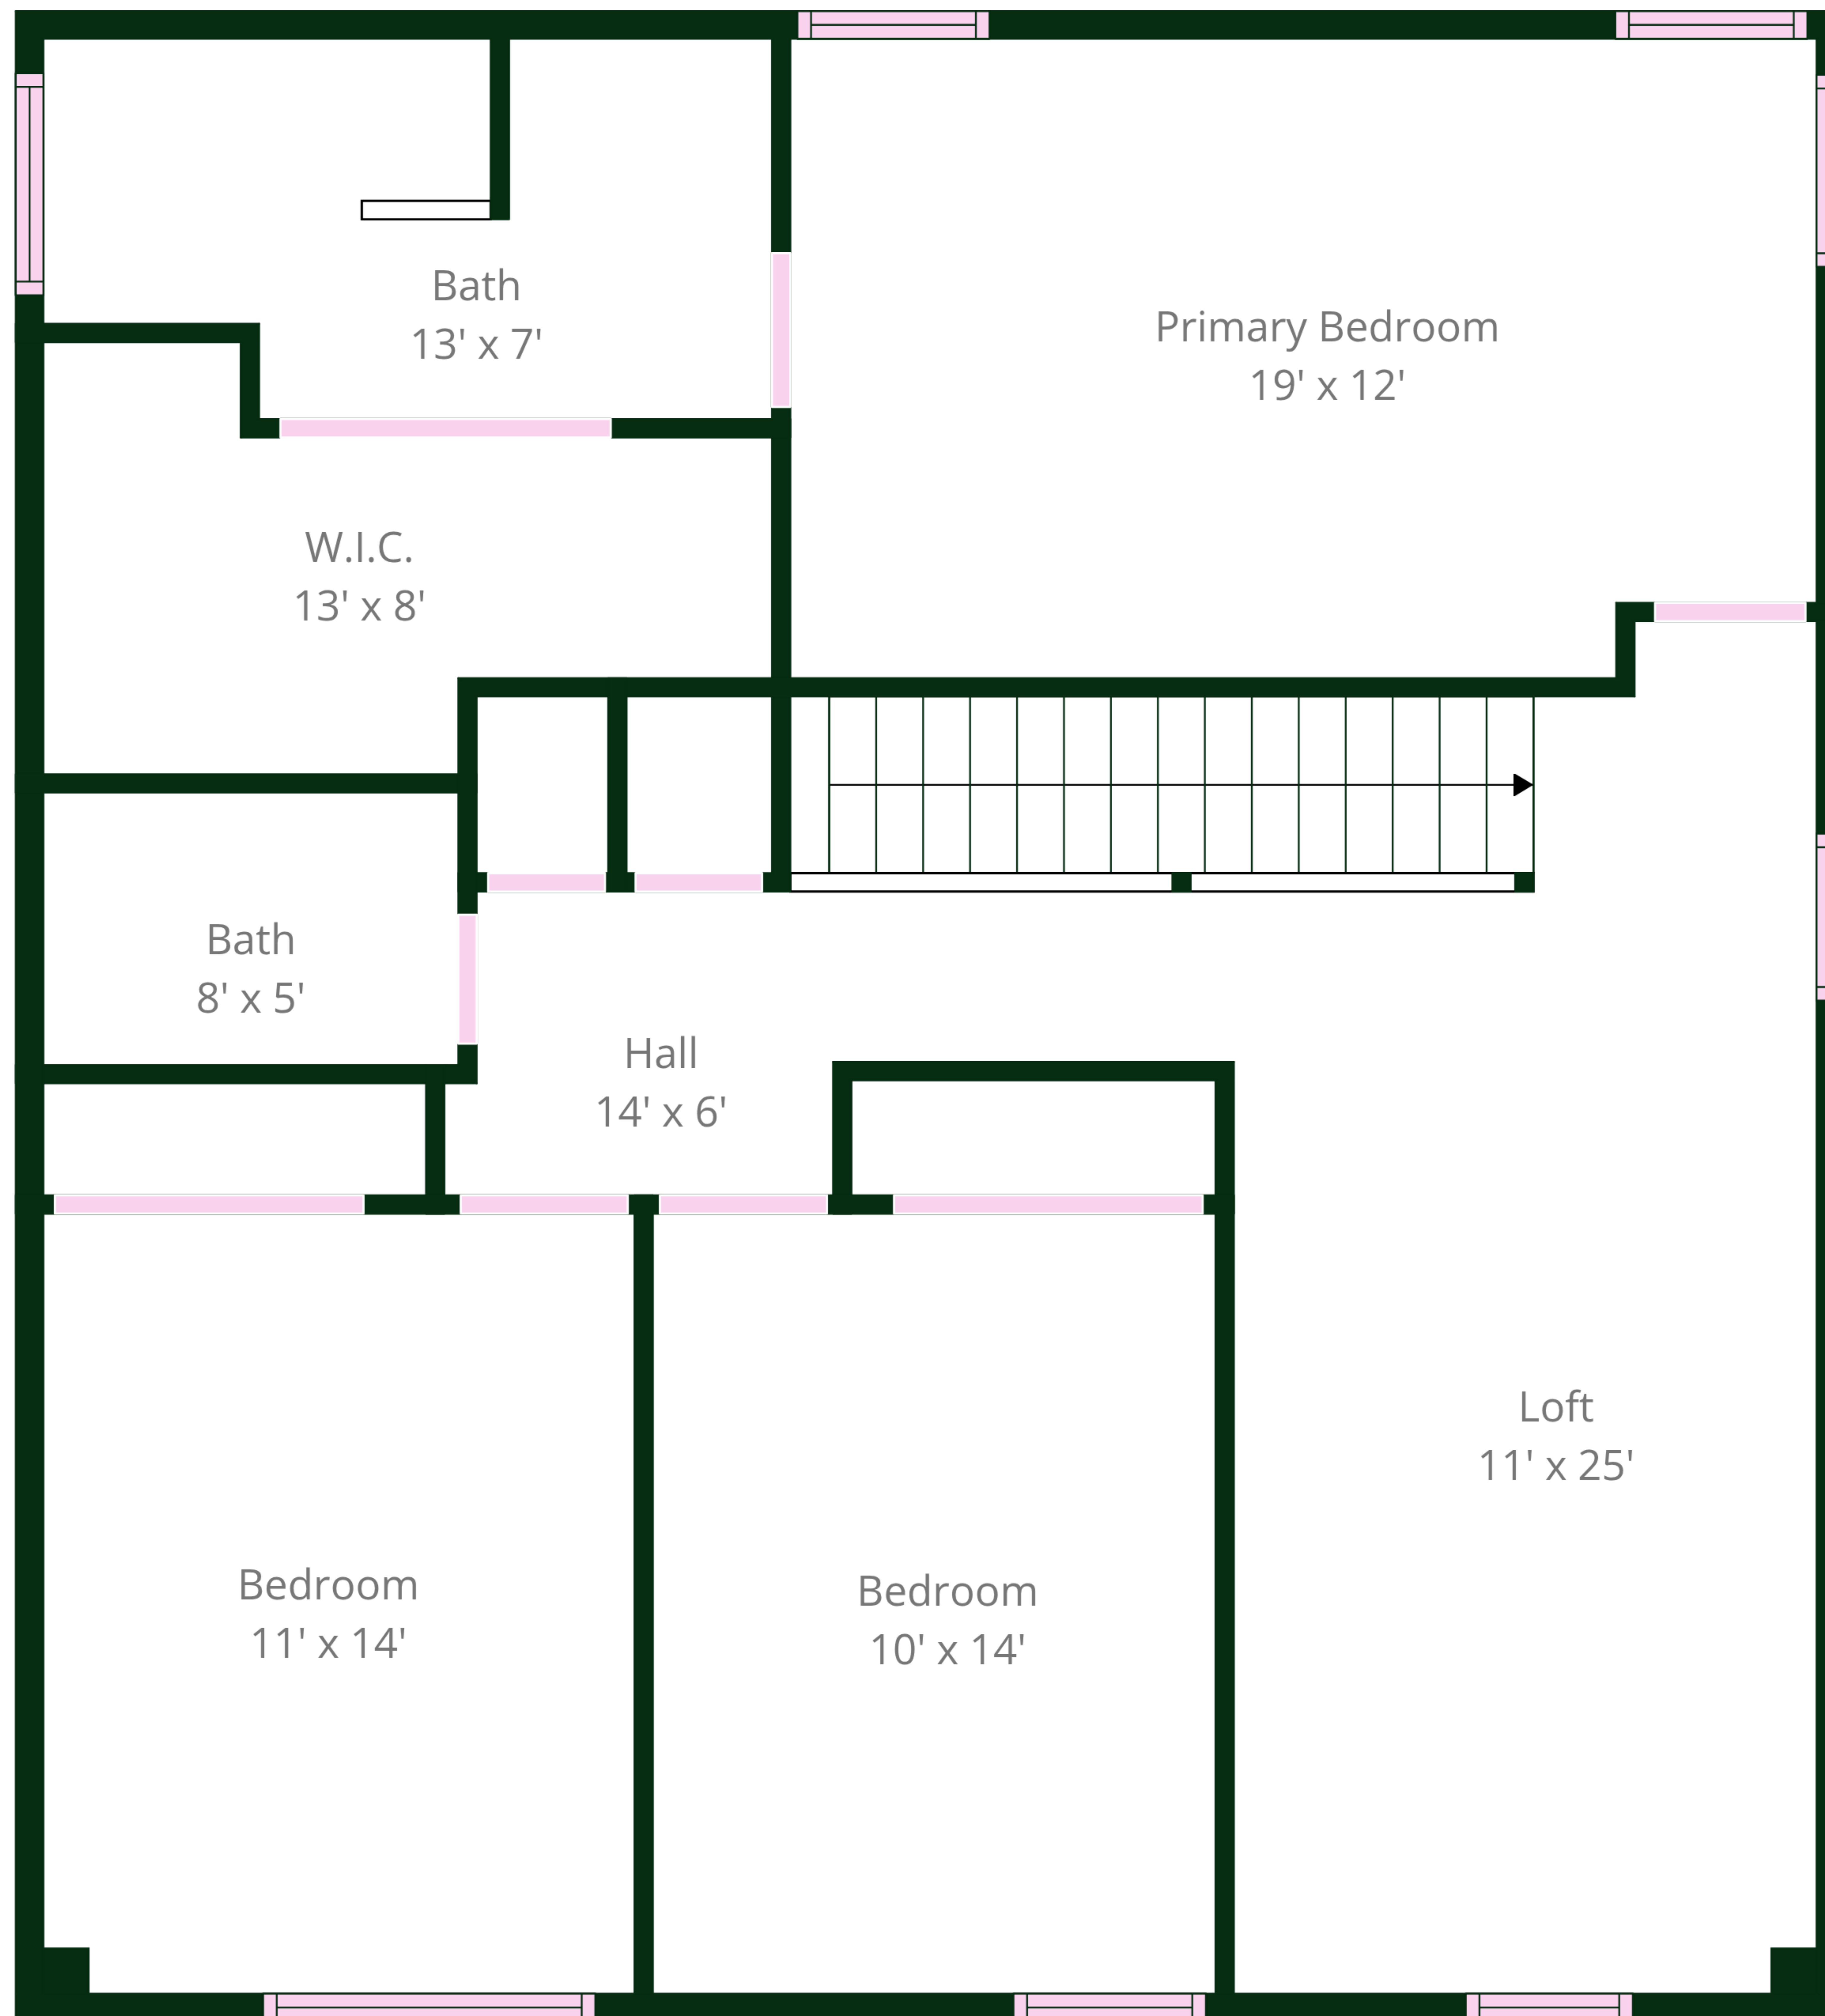 Bath
13' x 7'
Primary Bedroom
19' x 12'
W.I.C.
13' x 8'
Bath
8' x 5'
Hall
14' x 6'
Loft
11' x 25'
Bedroom
11' x 14'
Bedroom
10' x 14'